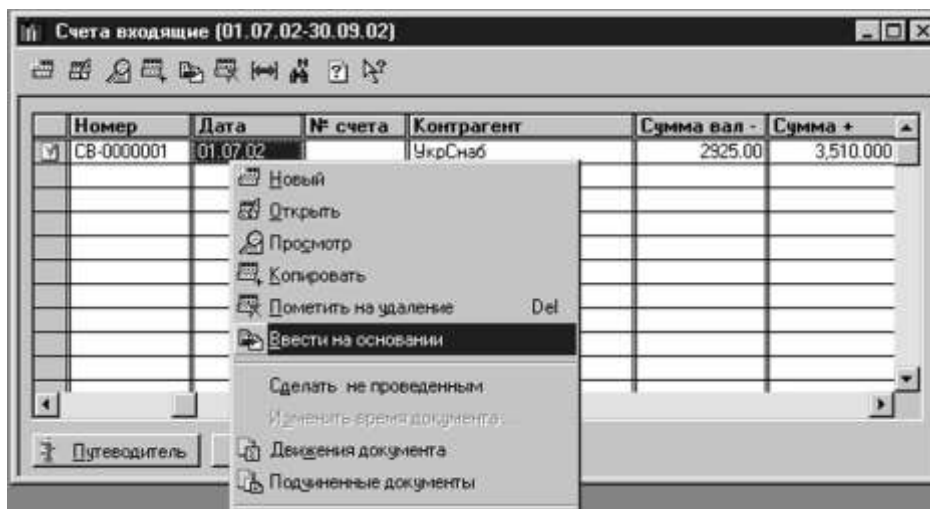 Счета входящие (01.07.02-30.09.02)
Номер Дата № счета Контрагент Сумма вал - Сумма +
СВ-0000001 01.07.02 УкрСнаб 2925.00 3,510.000
Новый
Открыть
Просмотр
Копировать
Пометить на удаление Del
Ввести на основании
Сделать не проведенным
Изменить время документа...
Движения документа
Подчиненные документы
Путеводитель